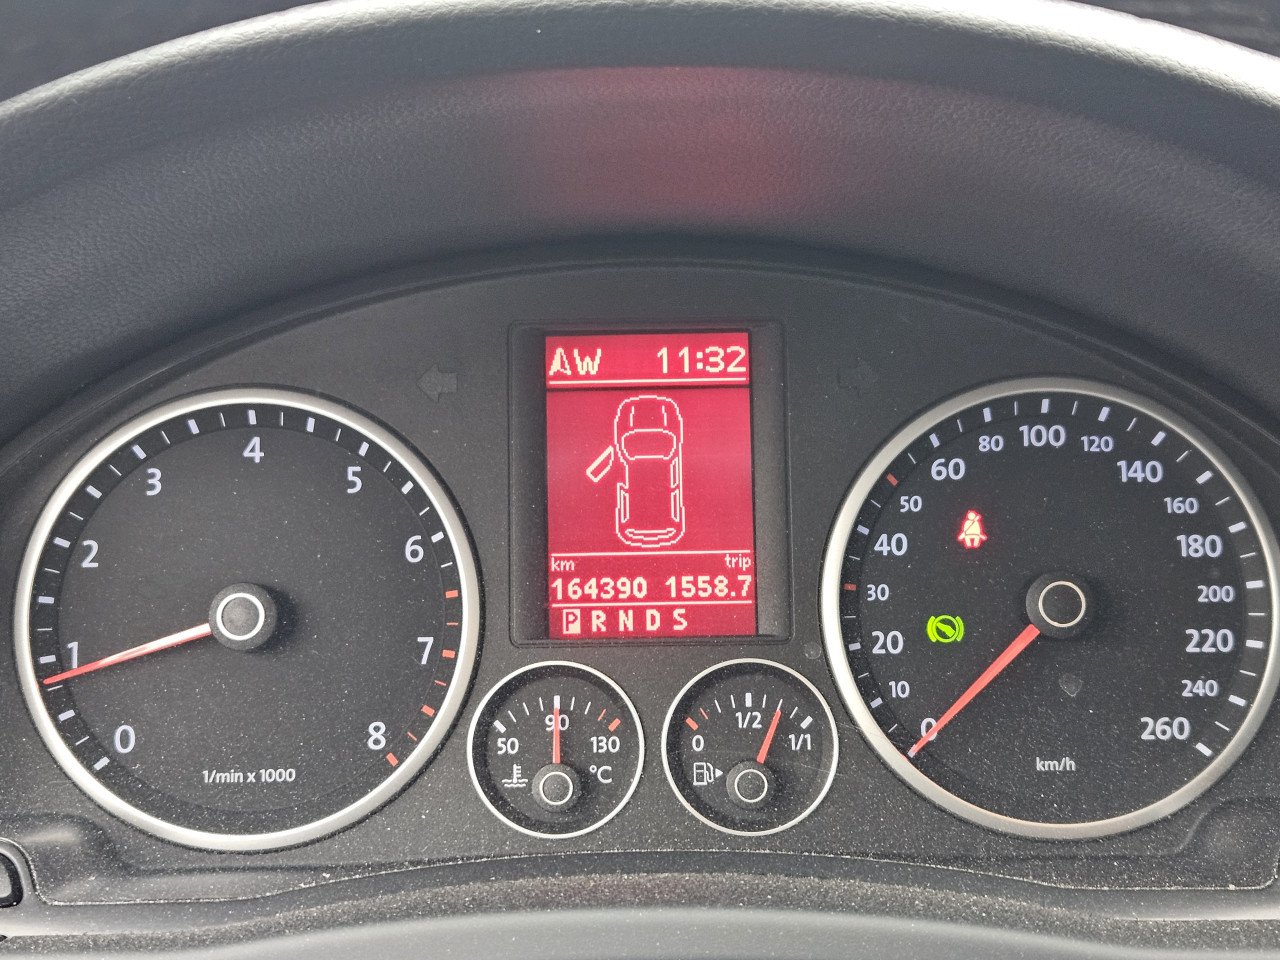 W 11:32
km trip
164390 1558.7
P R N D S
0 1 2 3 4 5 6 7 8
1/min x 1000
50 90 130
°C
0 1/2 1/1
0 10 20 30 40 50 60 80 100 120 140 160 180 200 220 240 260
km/h